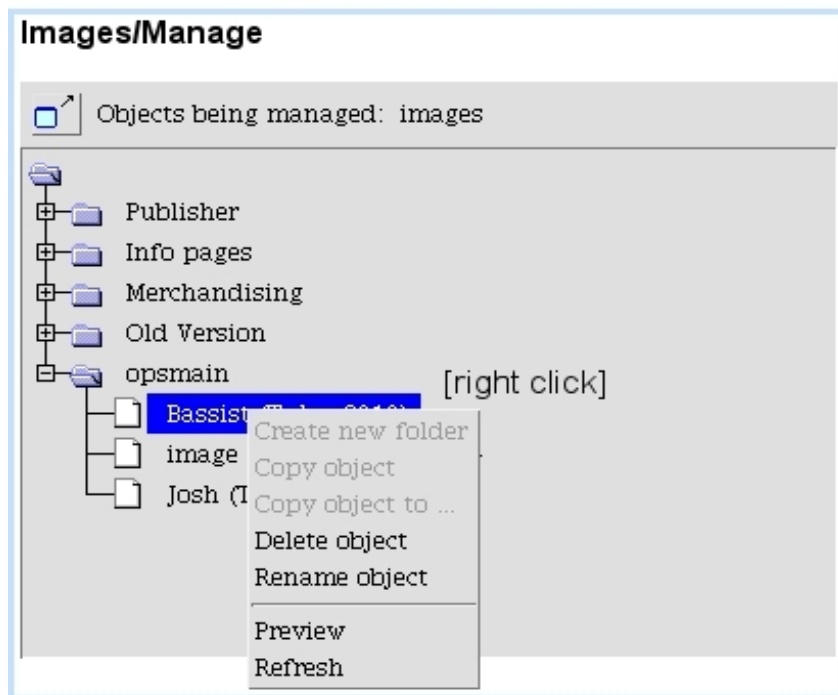 Images/Manage
Objects being managed: images
Publisher
Info pages
Merchandising
Old Version
opsmain
[right click]
Bassist
image
Josh
Create new folder
Copy object
Copy object to ...
Delete object
Rename object
Preview
Refresh